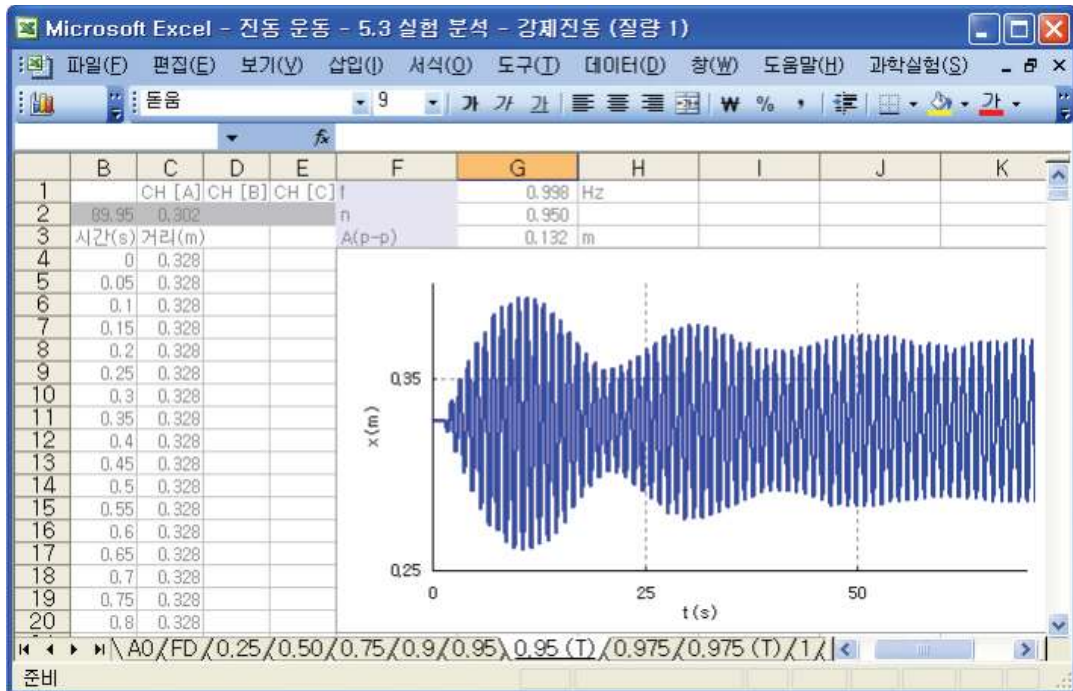 Microsoft Excel - 진동 운동 - 5.3 실험 분석 - 강제진동 (질량 1)
파일(F) 편집(E) 보기(V) 삽입(I) 서식(O) 도구(T) 데이터(D) 창(W) 도움말(H) 과학실험(S)
돋움 9 가 가 가 ₩ % , 가
fx
B C D E F G H I J K
1 CH [A] CH [B] CH [C] f 0.998 Hz
2 89.95 0.302 n 0.950
3 시간(s) 거리(m) A(p-p) 0.132 m
4 0 0.328
5 0.05 0.328
6 0.1 0.328
7 0.15 0.328
8 0.2 0.328
9 0.25 0.328
10 0.3 0.328
11 0.35 0.328
12 0.4 0.328
13 0.45 0.328
14 0.5 0.328
15 0.55 0.328
16 0.6 0.328
17 0.65 0.328
18 0.7 0.328
19 0.75 0.328
20 0.8 0.328
0.35
x(m)
0.25
0 25 50
t(s)
A0/FD/0.25/0.50/0.75/0.9/0.95\0.95 (T)/0.975/0.975 (T)/1/
준비